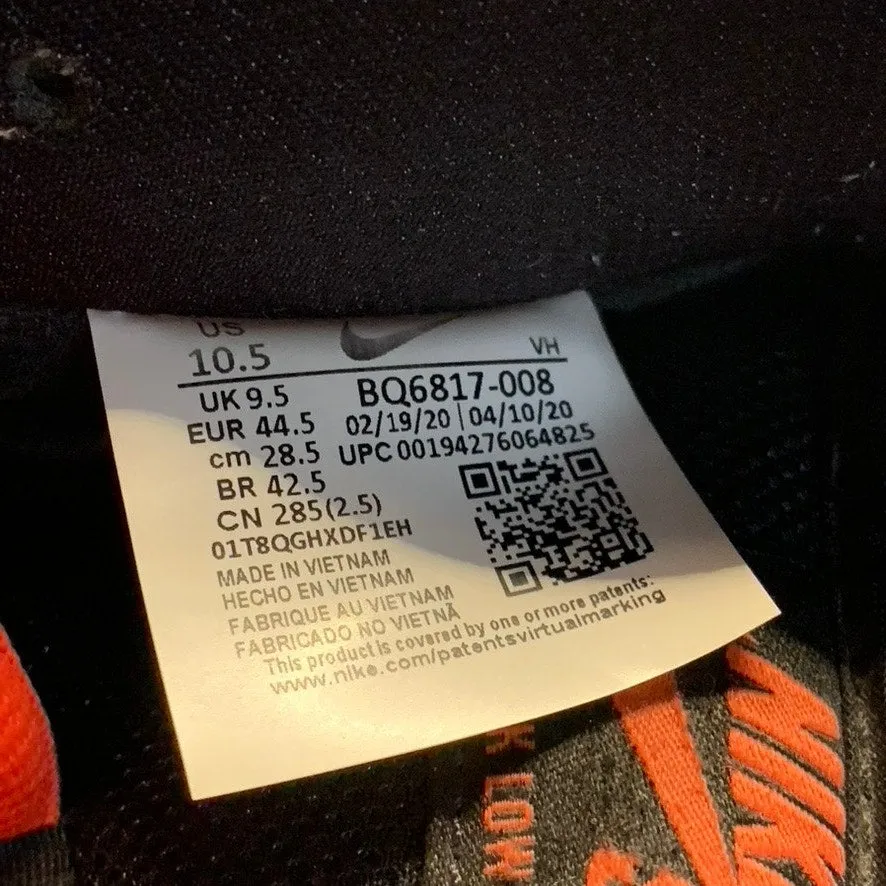 US
10.5
VH
UK 9.5
BQ6817-008
EUR 44.5
02/19/20 | 04/10/20
cm 28.5
UPC 00194276064825
BR 42.5
CN 285(2.5)
01T8QGHXDF1EH
MADE IN VIETNAM
HECHO EN VIETNAM
FABRIQUE AU VIETNAM
FABRICADO NO VIETNÃ
This product is covered by one or more patents:
www.nike.com/patentsvirtualmarking
LOW
NIKE